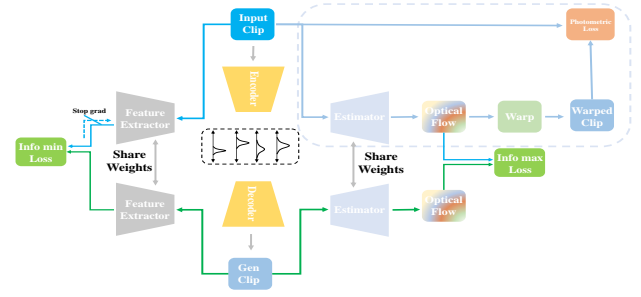 Input
Clip
Photometric
Loss
Encoder
Stop grad
Feature
Extractor
Estimator
Optical
Flow
Warp
Warped
Clip
Info min
Loss
Share
Weights
Share
Weights
Info max
Loss
Feature
Extractor
Decoder
Estimator
Optical
Flow
Gen
Clip